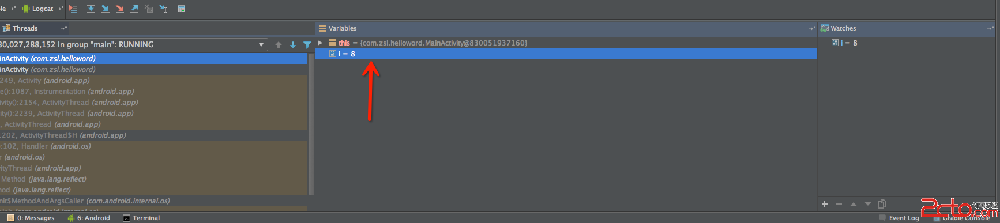 le
Logcat
Threads
Variables
Watches
30,027,288,152 in group "main": RUNNING
this = {com.zsl.helloword.MainActivity@830051937160}
i = 8
i = 8
inActivity (com.zsl.helloword)
inActivity (com.zsl.helloword)
249, Activity (android.app)
e():1087, Instrumentation (android.app)
ivity():2154, ActivityThread (android.app)
ity():2239, ActivityThread (android.app)
, ActivityThread (android.app)
1202, ActivityThread$H (android.app)
:102, Handler (android.os)
r (android.os)
vityThread (android.app)
Method (java.lang.reflect)
hod (java.lang.reflect)
nit$MethodAndArgsCaller (com.android.internal.os)
0: Messages
6: Android
Terminal
Event Log
Gradle Console
2cto